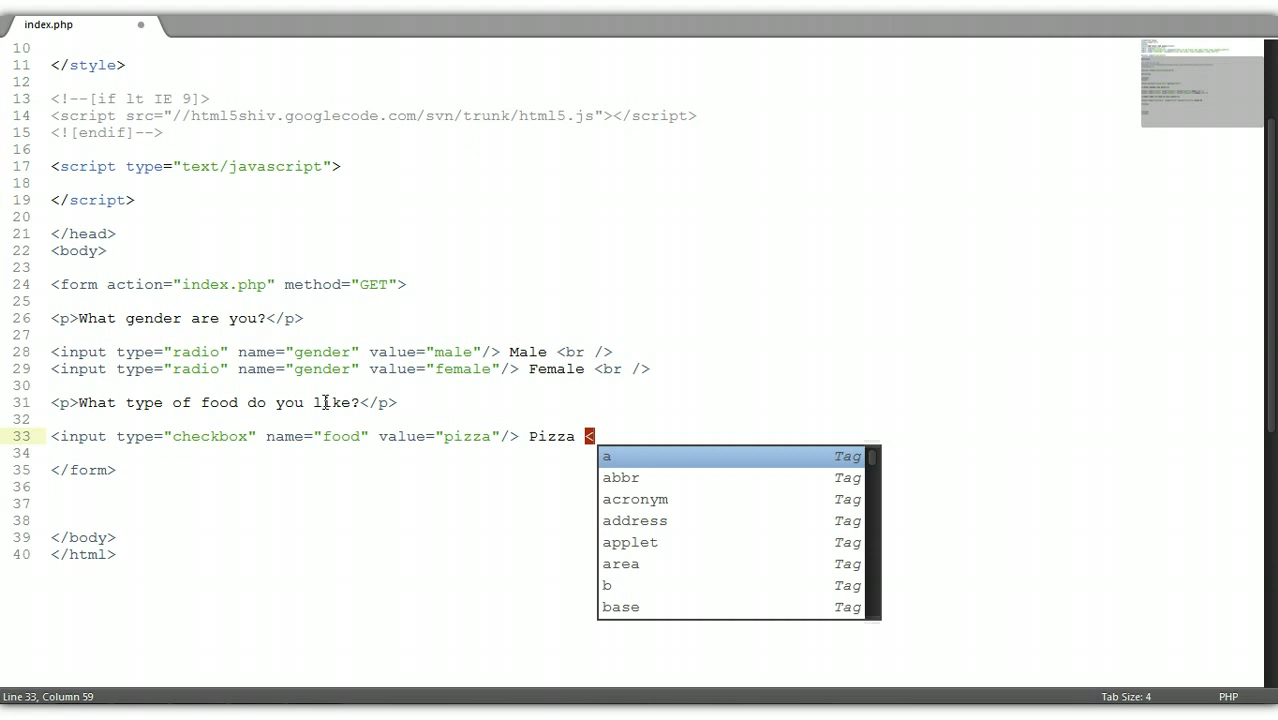 index.php
10
11 </style>
12
13 <!--[if lt IE 9]>
14 <script src="//html5shiv.googlecode.com/svn/trunk/html5.js"></script>
15 <![endif]-->
16
17 <script type="text/javascript">
18
19 </script>
20
21 </head>
22 <body>
23
24 <form action="index.php" method="GET">
25
26 <p>What gender are you?</p>
27
28 <input type="radio" name="gender" value="male"/> Male <br />
29 <input type="radio" name="gender" value="female"/> Female <br />
30
31 <p>What type of food do you like?</p>
32
33 <input type="checkbox" name="food" value="pizza"/> Pizza <
34
a Tag
35 </form>
abbr Tag
36
acronym Tag
37
address Tag
38
39 </body>
applet Tag
40 </html>
area Tag
b Tag
base Tag
Line 33, Column 59
Tab Size: 4
PHP